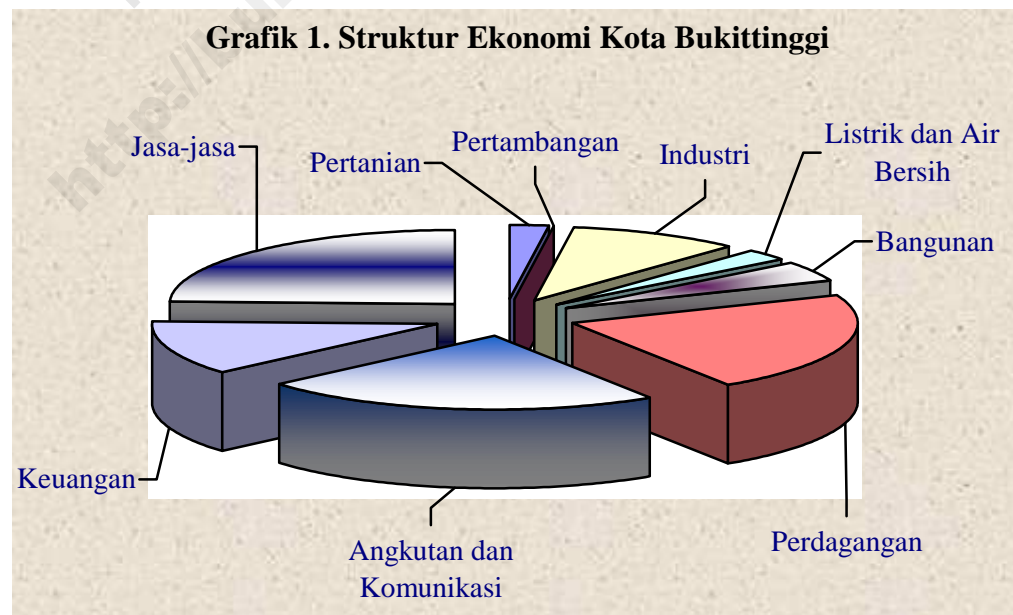 Grafik 1. Struktur Ekonomi Kota Bukittinggi
Jasa-jasa
Pertanian
Pertambangan
Industri
Listrik dan Air
Bersih
Bangunan
Keuangan
Angkutan dan
Komunikasi
Perdagangan